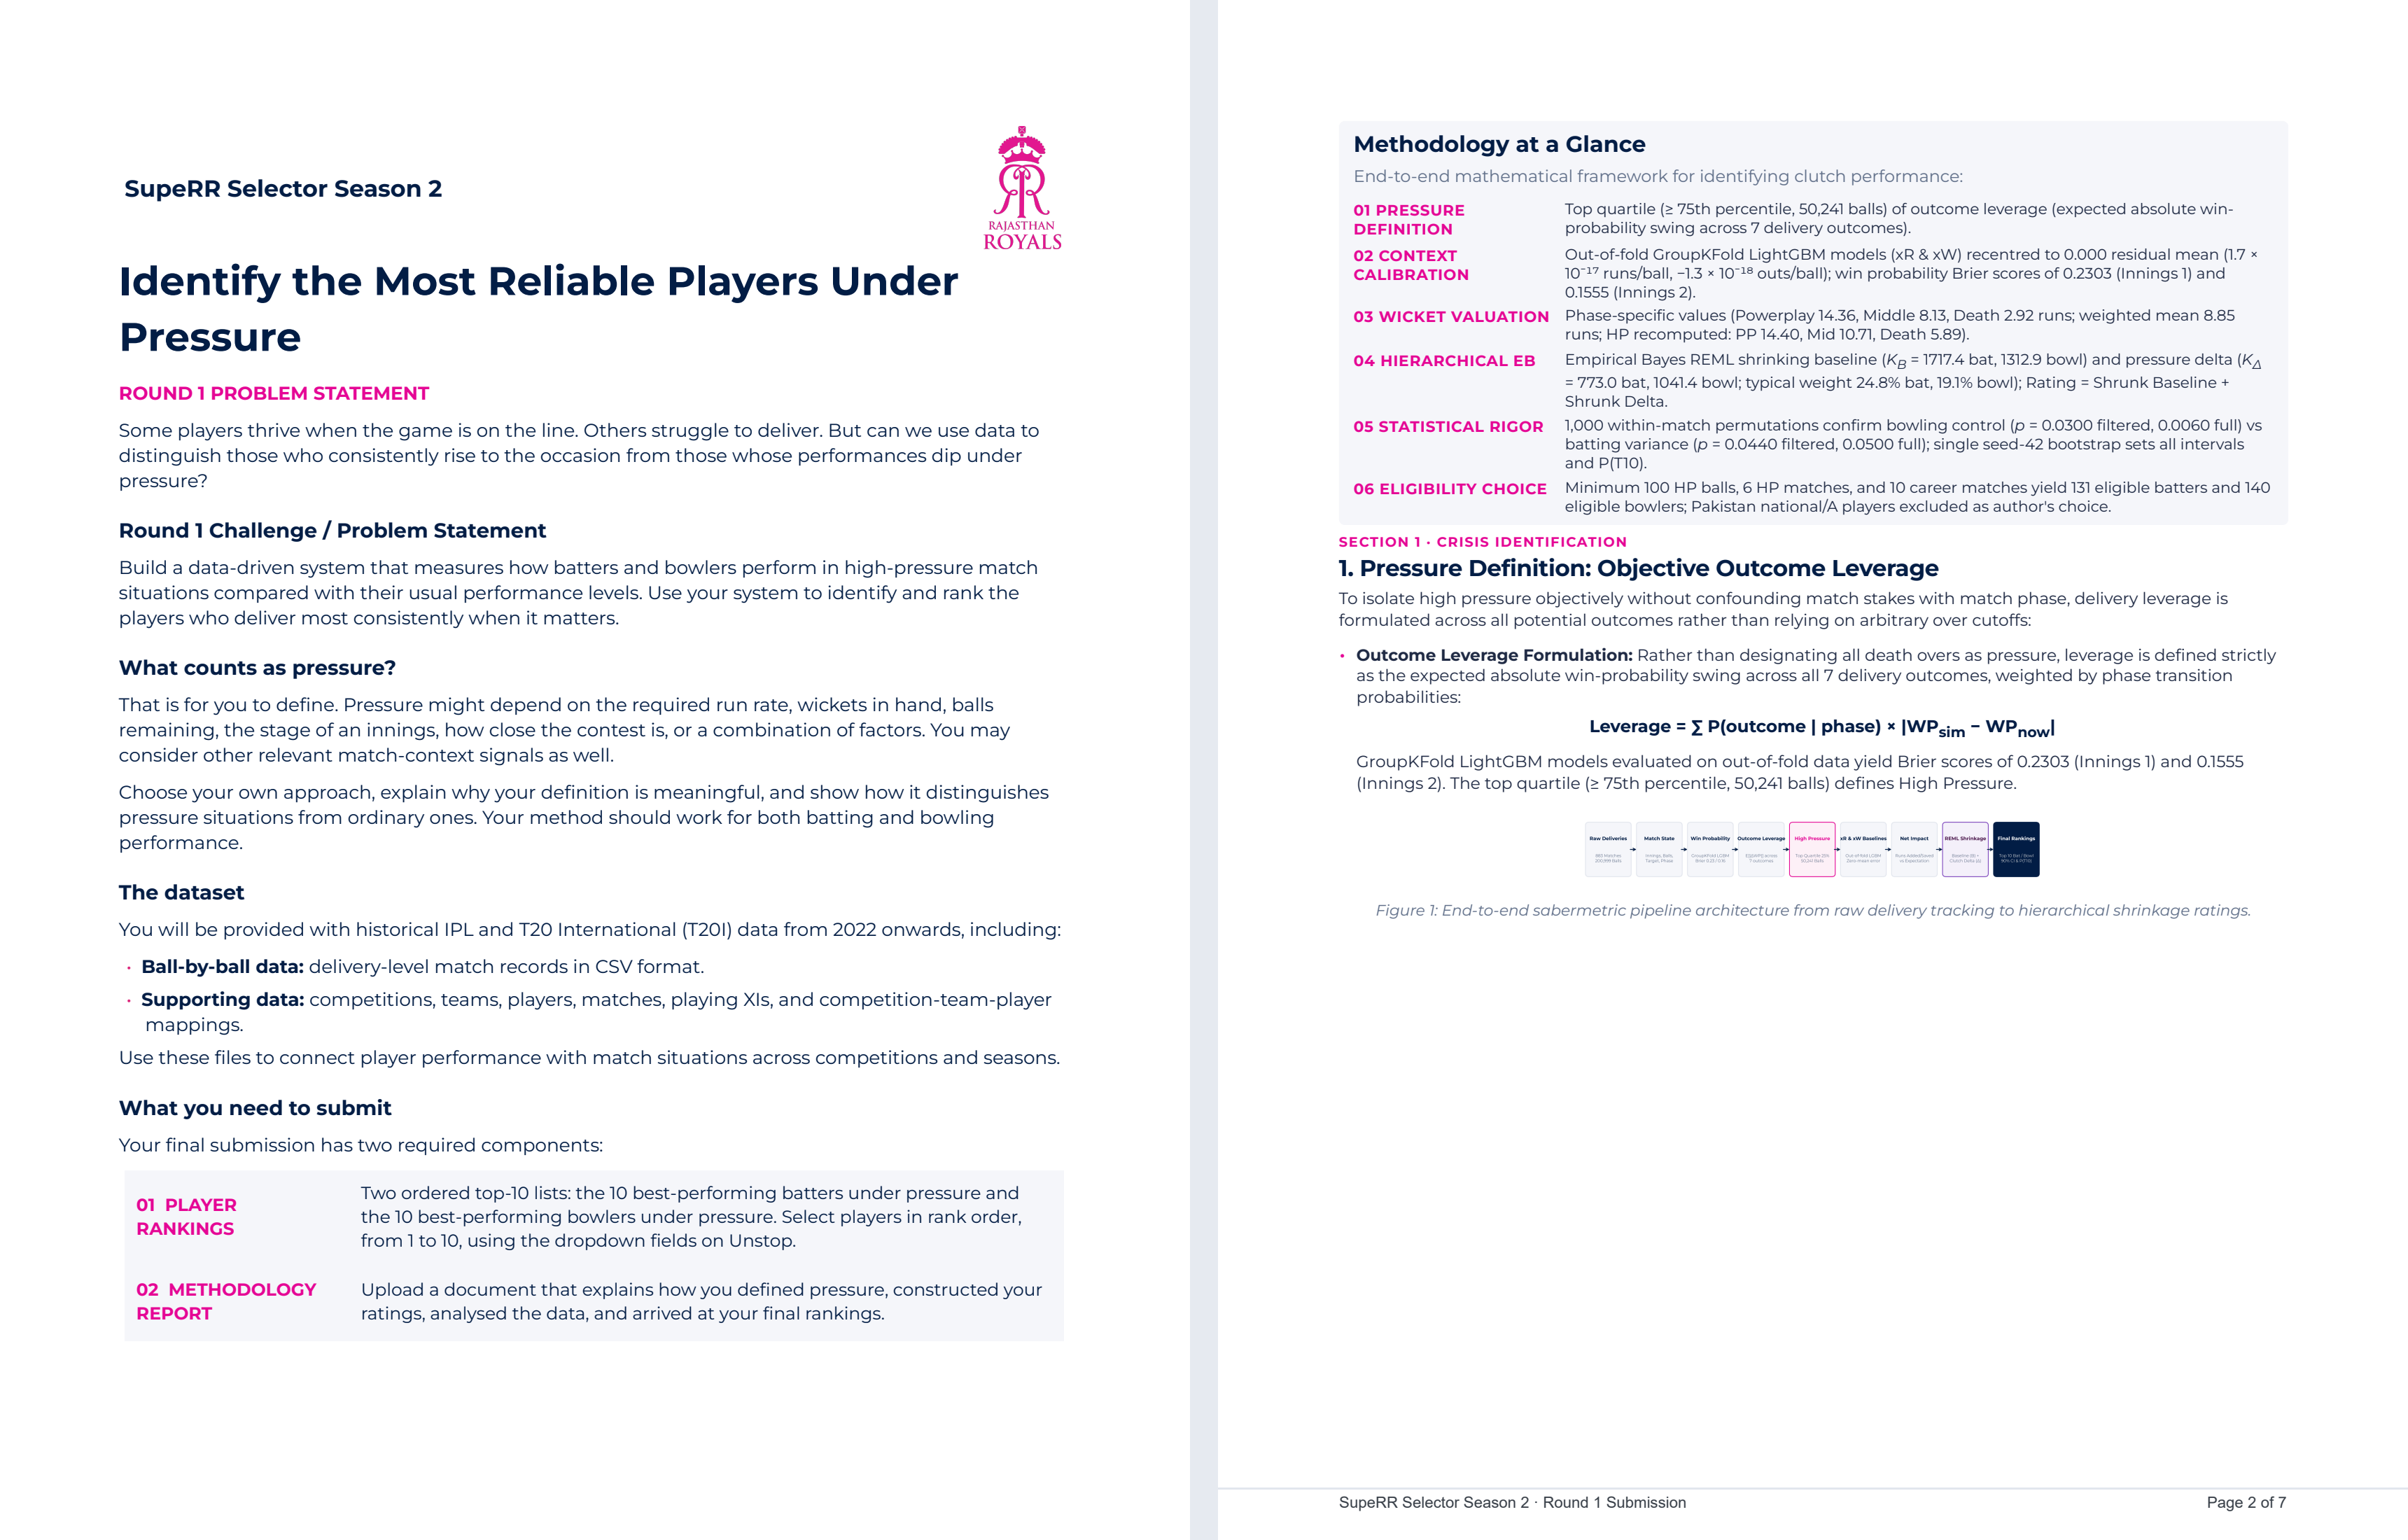 SupeRR Selector Season 2
RAJASTHAN
ROYALS
Identify the Most Reliable Players Under
Pressure
ROUND 1 PROBLEM STATEMENT
Some players thrive when the game is on the line. Others struggle to deliver. But can we use data to
distinguish those who consistently rise to the occasion from those whose performances dip under
pressure?
Round 1 Challenge / Problem Statement
Build a data-driven system that measures how batters and bowlers perform in high-pressure match
situations compared with their usual performance levels. Use your system to identify and rank the
players who deliver most consistently when it matters.
What counts as pressure?
That is for you to define. Pressure might depend on the required run rate, wickets in hand, balls
remaining, the stage of an innings, how close the contest is, or a combination of factors. You may
consider other relevant match-context signals as well.
Choose your own approach, explain why your definition is meaningful, and show how it distinguishes
pressure situations from ordinary ones. Your method should work for both batting and bowling
performance.
The dataset
You will be provided with historical IPL and T20 International (T20I) data from 2022 onwards, including:
· Ball-by-ball data: delivery-level match records in CSV format.
· Supporting data: competitions, teams, players, matches, playing XIs, and competition-team-player
mappings.
Use these files to connect player performance with match situations across competitions and seasons.
What you need to submit
Your final submission has two required components:
01 PLAYER
RANKINGS
Two ordered top-10 lists: the 10 best-performing batters under pressure and
the 10 best-performing bowlers under pressure. Select players in rank order,
from 1 to 10, using the dropdown fields on Unstop.
02 METHODOLOGY
REPORT
Upload a document that explains how you defined pressure, constructed your
ratings, analysed the data, and arrived at your final rankings.
Methodology at a Glance
End-to-end mathematical framework for identifying clutch performance:
01 PRESSURE
DEFINITION
Top quartile (≥ 75th percentile, 50,241 balls) of outcome leverage (expected absolute win-
probability swing across 7 delivery outcomes).
02 CONTEXT
CALIBRATION
Out-of-fold GroupKFold LightGBM models (xR & xW) recentred to 0.000 residual mean (1.7 ×
10⁻¹⁷ runs/ball, −1.3 × 10⁻¹⁸ outs/ball); win probability Brier scores of 0.2303 (Innings 1) and
0.1555 (Innings 2).
03 WICKET VALUATION
Phase-specific values (Powerplay 14.36, Middle 8.13, Death 2.92 runs; weighted mean 8.85
runs; HP recomputed: PP 14.40, Mid 10.71, Death 5.89).
04 HIERARCHICAL EB
Empirical Bayes REML shrinking baseline (K_B = 1717.4 bat, 1312.9 bowl) and pressure delta (K_Δ
= 773.0 bat, 1041.4 bowl; typical weight 24.8% bat, 19.1% bowl); Rating = Shrunk Baseline +
Shrunk Delta.
05 STATISTICAL RIGOR
1,000 within-match permutations confirm bowling control (p = 0.0300 filtered, 0.0060 full) vs
batting variance (p = 0.0440 filtered, 0.0500 full); single seed-42 bootstrap sets all intervals
and P(T10).
06 ELIGIBILITY CHOICE
Minimum 100 HP balls, 6 HP matches, and 10 career matches yield 131 eligible batters and 140
eligible bowlers; Pakistan national/A players excluded as author's choice.
SECTION 1 · CRISIS IDENTIFICATION
1. Pressure Definition: Objective Outcome Leverage
To isolate high pressure objectively without confounding match stakes with match phase, delivery leverage is
formulated across all potential outcomes rather than relying on arbitrary over cutoffs:
• Outcome Leverage Formulation: Rather than designating all death overs as pressure, leverage is defined strictly
as the expected absolute win-probability swing across all 7 delivery outcomes, weighted by phase transition
probabilities:
Leverage = ∑ P(outcome | phase) × |WP_sim − WP_now|
GroupKFold LightGBM models evaluated on out-of-fold data yield Brier scores of 0.2303 (Innings 1) and 0.1555
(Innings 2). The top quartile (≥ 75th percentile, 50,241 balls) defines High Pressure.
Raw Deliveries
Match State
Innings, Balls,
Target, Phase
Win Probability
GroupKFold LGBM
Outcome Leverage
7 outcomes
High Pressure
Top Quartile
50,241 Balls
xR & xW Baselines
Out-of-fold LGBM
Net Impact
Runs Added/Saved
vs Expectation
REML Shrinkage
Final Rankings
Figure 1: End-to-end sabermetric pipeline architecture from raw delivery tracking to hierarchical shrinkage ratings.
SupeRR Selector Season 2 · Round 1 Submission
Page 2 of 7